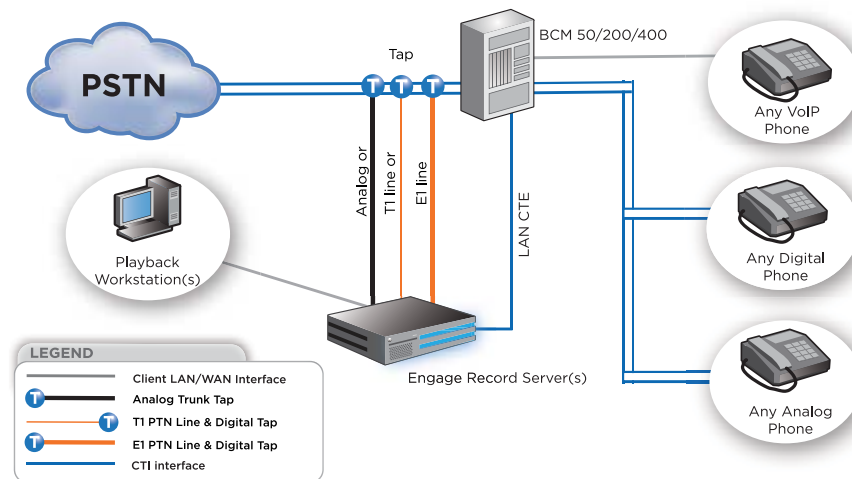 BCM 50/200/400
Tap
PSTN
T
T
T
Any VoIP
Phone
Analog or
T1 line or
E1 line
LAN CTE
Playback
Workstation(s)
Any Digital
Phone
Engage Record Server(s)
Any Analog
Phone
LEGEND
Client LAN/WAN Interface
T
Analog Trunk Tap
T
T1 PTN Line & Digital Tap
T
E1 PTN Line & Digital Tap
CTI interface